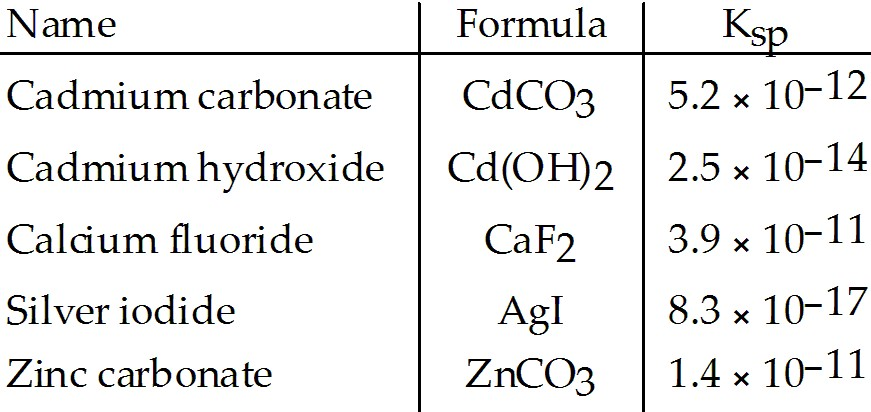 Name Formula Ksp
Cadmium carbonate CdCO3 5.2 × 10–12
Cadmium hydroxide Cd(OH)2 2.5 × 10–14
Calcium fluoride CaF2 3.9 × 10–11
Silver iodide AgI 8.3 × 10–17
Zinc carbonate ZnCO3 1.4 × 10–11